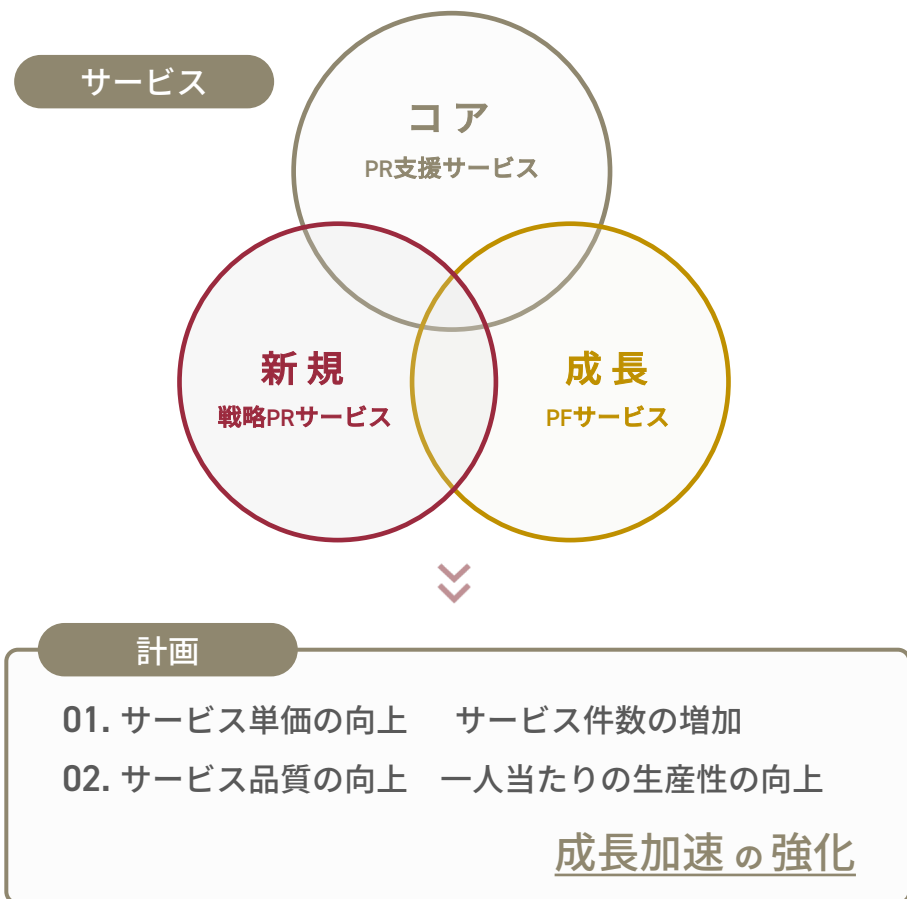 サービス
コア
PR支援サービス
新規
戦略PRサービス
成長
PFサービス
計画
01. サービス単価の向上 サービス件数の増加
02. サービス品質の向上 一人当たりの生産性の向上
成長加速の強化